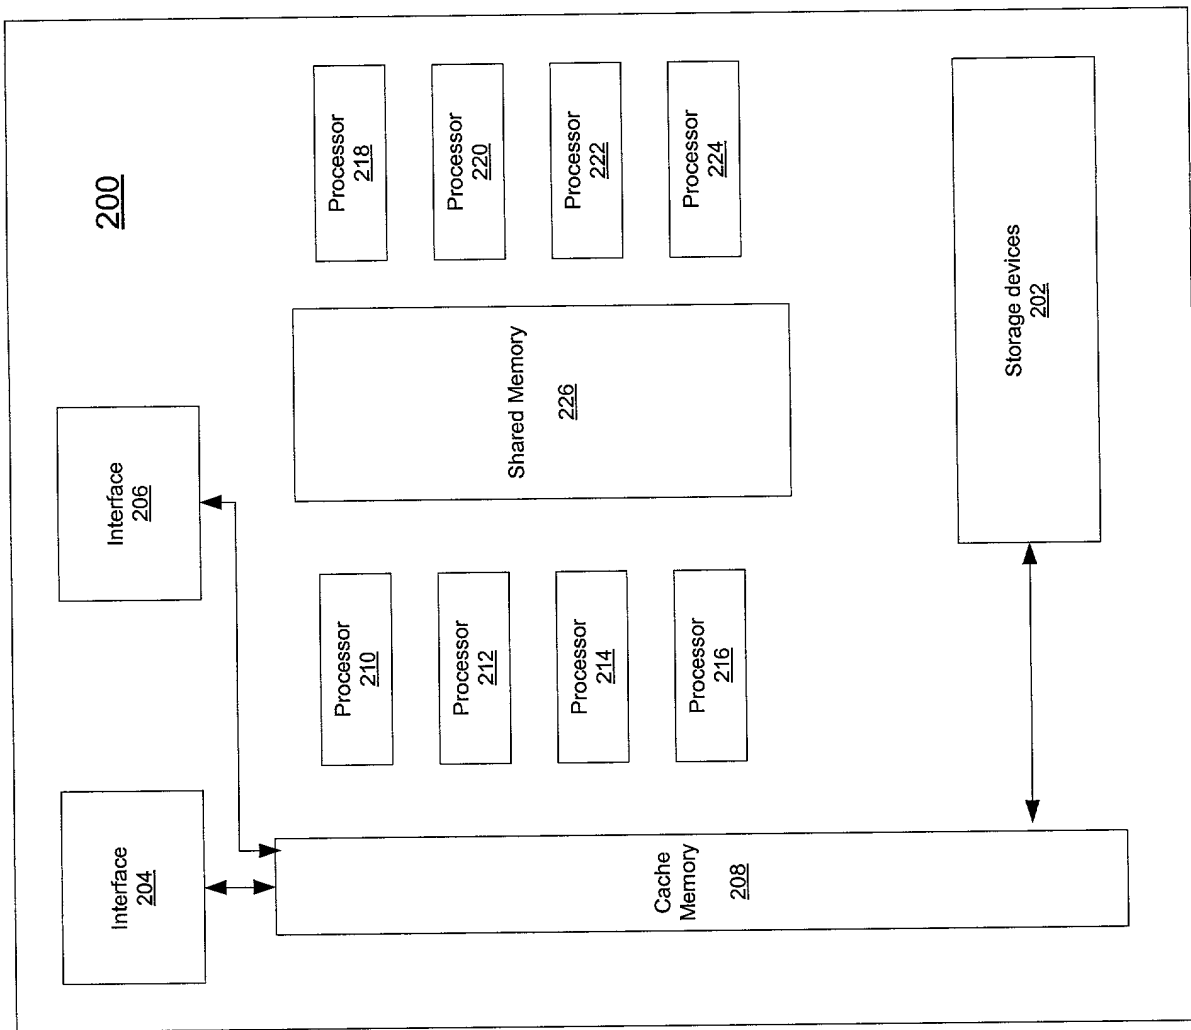 200
Interface
204
Interface
206
Processor
210
Processor
212
Processor
214
Processor
216
Shared Memory
226
Processor
218
Processor
220
Processor
222
Processor
224
Cache
Memory
208
Storage devices
202